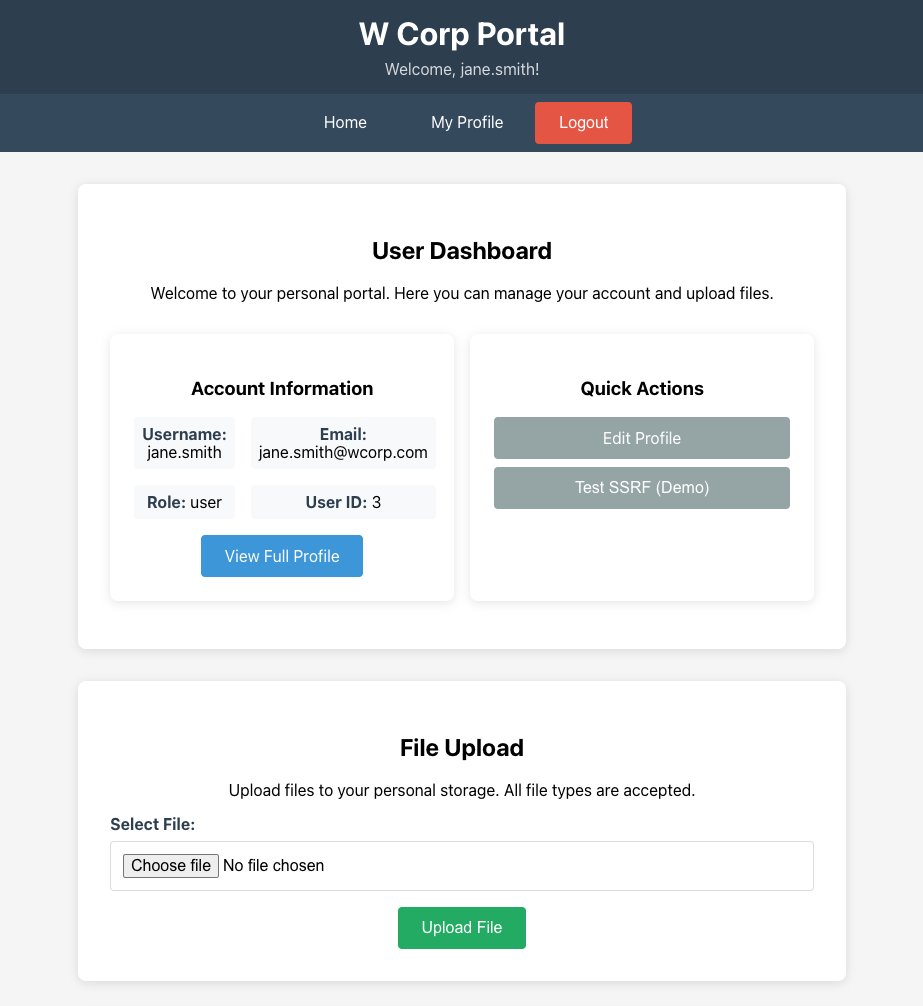 W Corp Portal
Welcome, jane.smith!
Home
My Profile
Logout
User Dashboard
Welcome to your personal portal. Here you can manage your account and upload files.
Account Information
Username:
jane.smith
Email:
jane.smith@wcorp.com
Role: user
User ID: 3
View Full Profile
Quick Actions
Edit Profile
Test SSRF (Demo)
File Upload
Upload files to your personal storage. All file types are accepted.
Select File:
Choose file No file chosen
Upload File